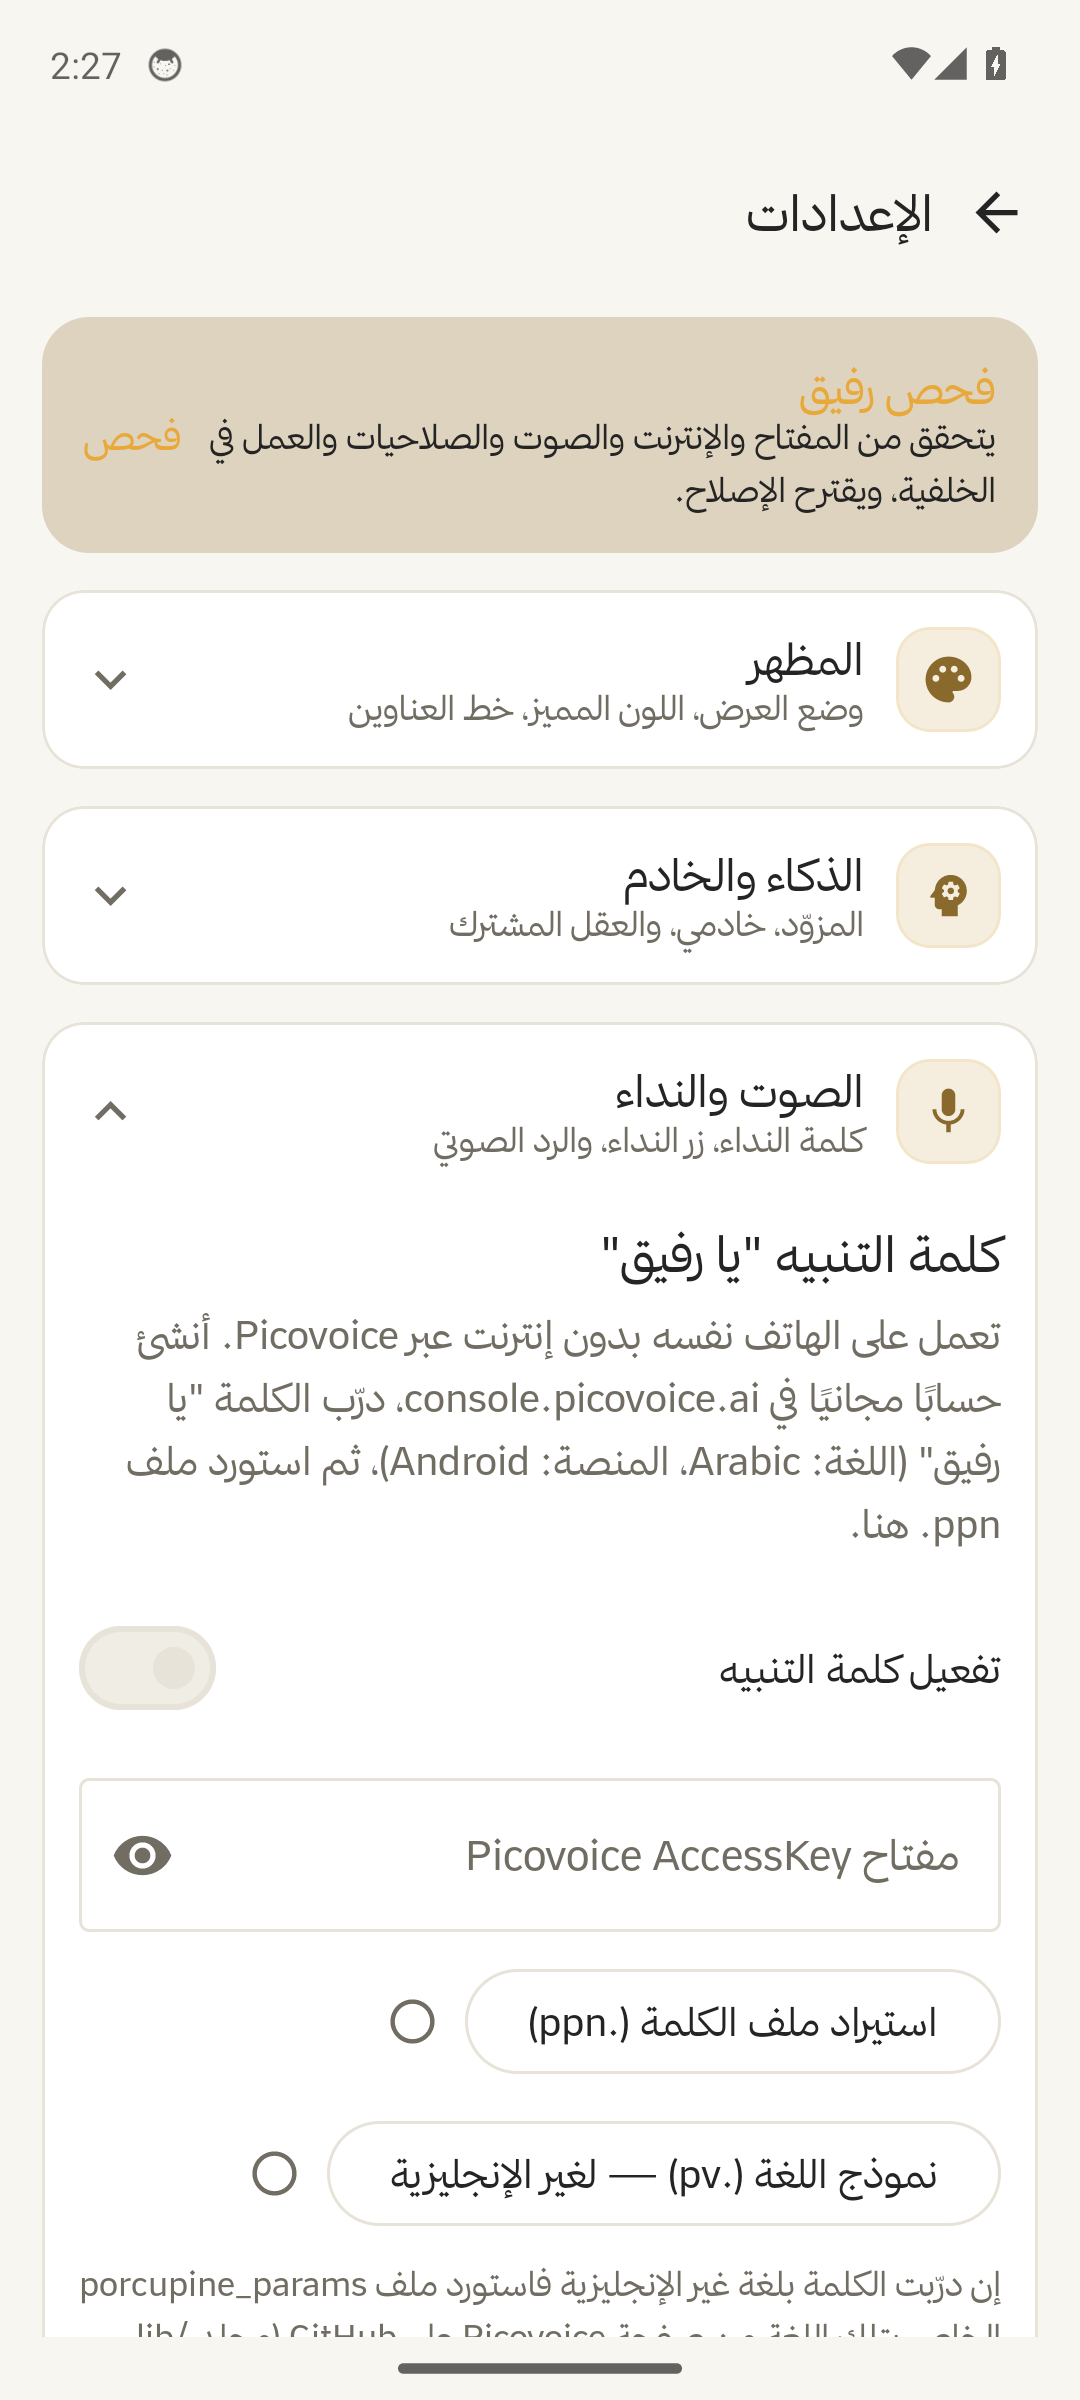 2:27
الإعدادات
فحص رفيق
يتحقق من المفتاح والإنترنت والصوت والصلاحيات والعمل في
الخلفية، ويقترح الإصلاح.
فحص
المظهر
وضع العرض، اللون المميز، خط العناوين
الذكاء والخادم
المزوّد، خادمي، والعقل المشترك
الصوت والنداء
كلمة النداء، زر النداء، والرد الصوتي
كلمة التنبيه "يا رفيق"
تعمل على الهاتف نفسه بدون إنترنت عبر Picovoice. أنشئ
حسابًا مجانيًا في console.picovoice.ai، درّب الكلمة "يا
رفيق" (اللغة: Arabic، المنصة: Android)، ثم استورد ملف
ppn. هنا.
تفعيل كلمة التنبيه
مفتاح Picovoice AccessKey
استيراد ملف الكلمة (.ppn)
نموذج اللغة (.pv) — لغير الإنجليزية
إن درّبت الكلمة بلغة غير الإنجليزية فاستورد ملف porcupine_params